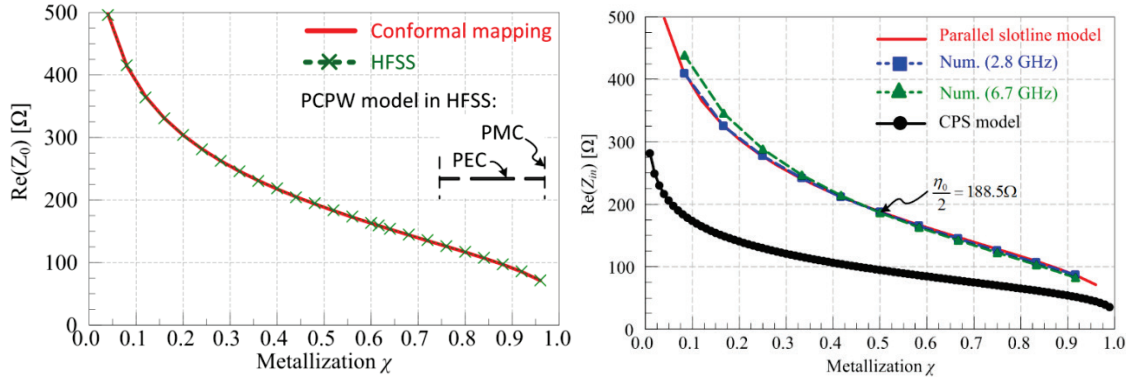 500
400
300
200
100
0
Re(Z0) [Ω]
Conformal mapping
HFSS
PCPW model in HFSS:
PMC
PEC
0.0 0.1 0.2 0.3 0.4 0.5 0.6 0.7 0.8 0.9 1.0
Metallization χ
500
400
300
200
100
0
Re(Zin) [Ω]
Parallel slotline model
Num. (2.8 GHz)
Num. (6.7 GHz)
CPS model
η0/2 = 188.5Ω
0.0 0.1 0.2 0.3 0.4 0.5 0.6 0.7 0.8 0.9 1.0
Metallization χ